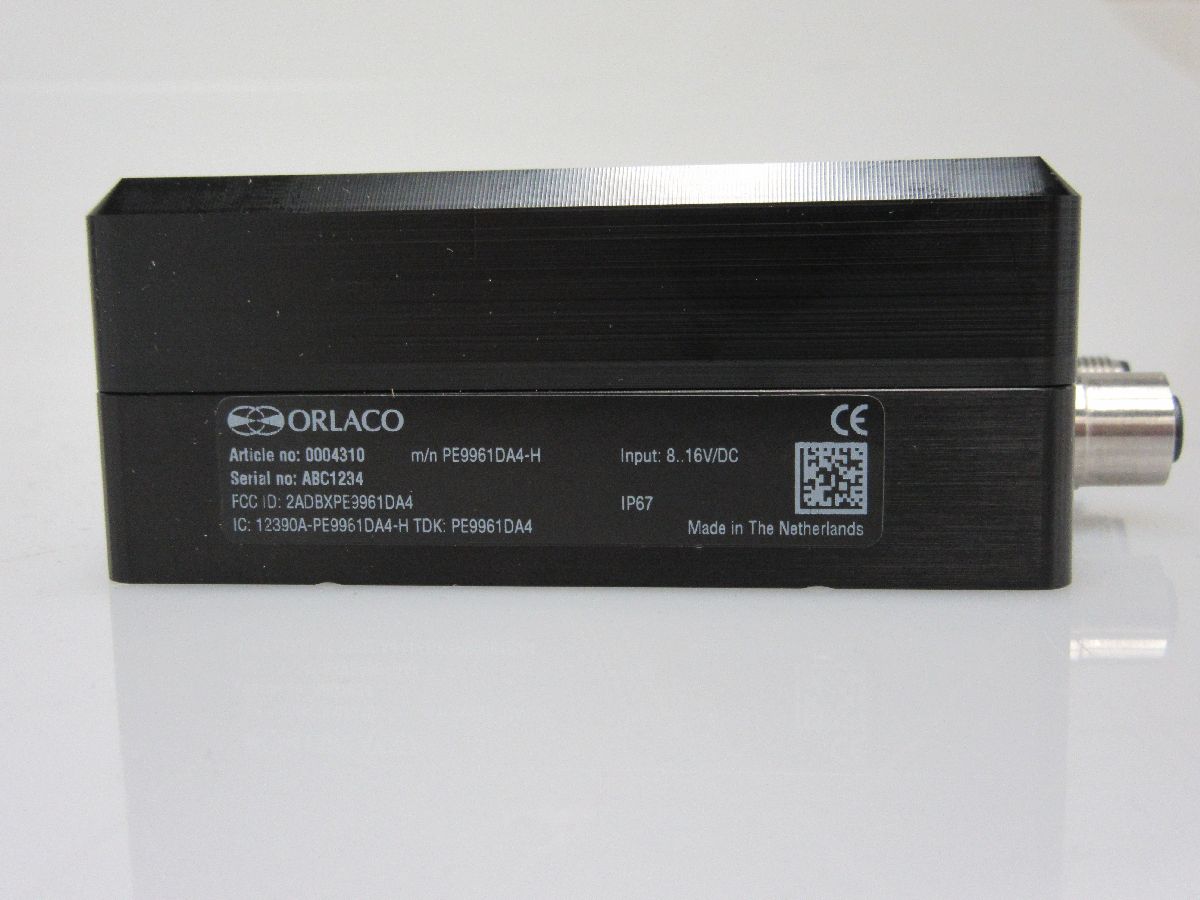 ORLACO CE
Article no: 0004310 m/n PE9961DA4-H Input: 8..16V/DC
Serial no: ABC1234
FCC ID: 2ADBXPE9961DA4 IP67
IC: 12390A-PE9961DA4-H TDK: PE9961DA4 Made in The Netherlands